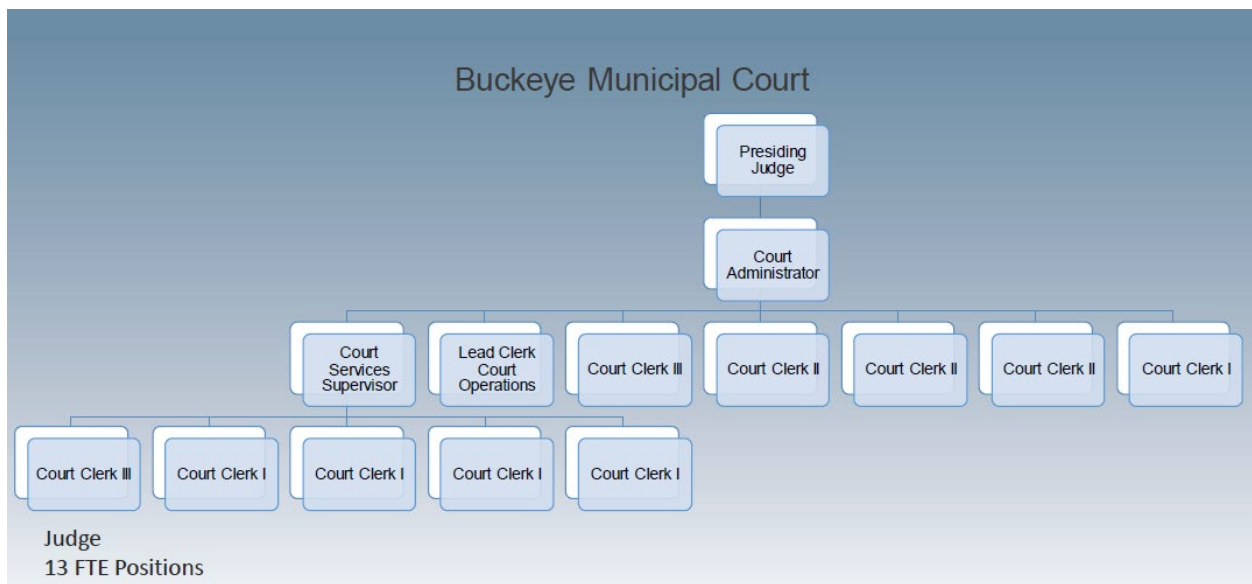 Buckeye Municipal Court
Presiding
Judge
Court
Administrator
Court
Services
Supervisor
Lead Clerk
Court
Operations
Court Clerk III
Court Clerk II
Court Clerk II
Court Clerk II
Court Clerk I
Court Clerk III
Court Clerk I
Court Clerk I
Court Clerk I
Court Clerk I
Judge
13 FTE Positions